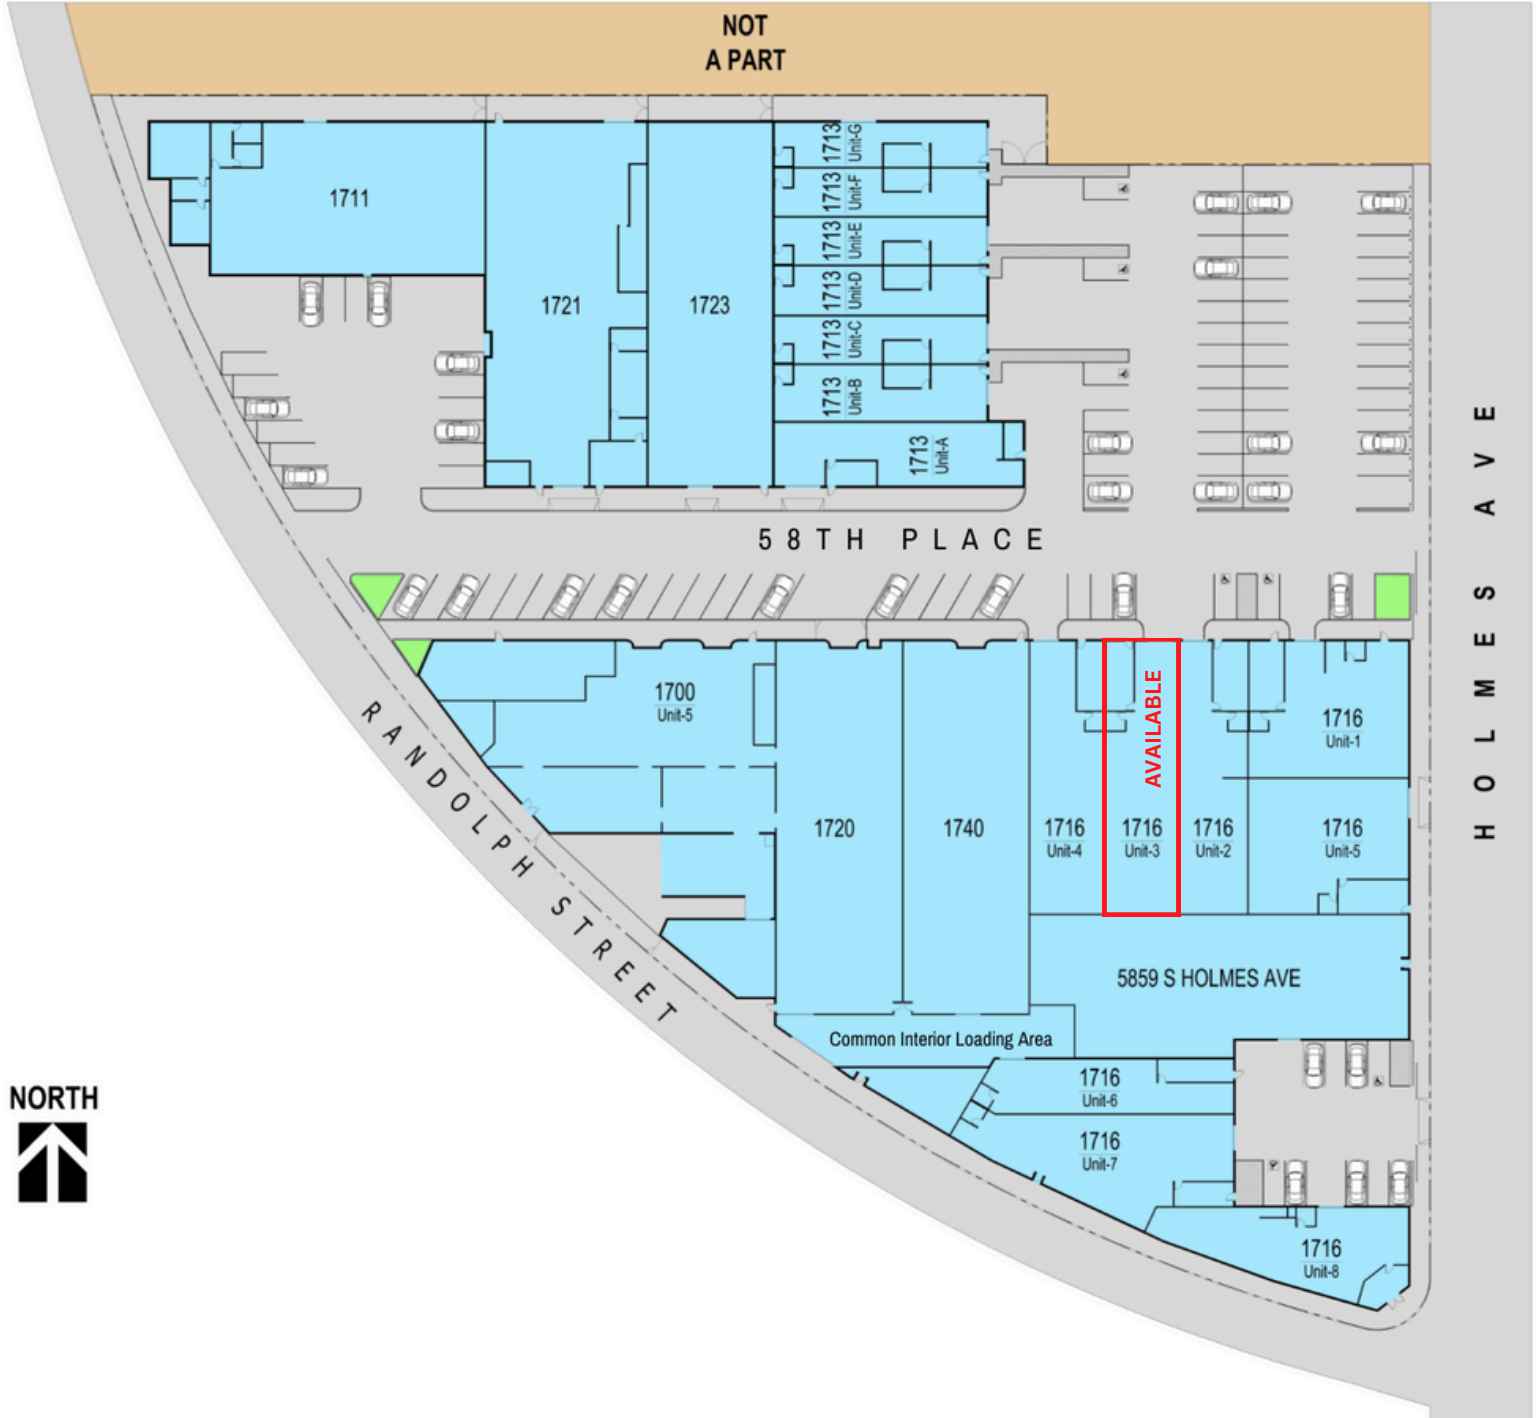 NOT
A PART
1711
1721
1723
1713
Unit-G
1713
Unit-F
1713
Unit-E
1713
Unit-D
1713
Unit-C
1713
Unit-B
1713
Unit-A
58TH PLACE
HOLMES AVE
RANDOLPH STREET
1700
Unit-5
1720
1740
1716
Unit-4
AVAILABLE
1716
Unit-3
1716
Unit-2
1716
Unit-1
1716
Unit-5
5859 S HOLMES AVE
Common Interior Loading Area
1716
Unit-6
1716
Unit-7
1716
Unit-8
NORTH